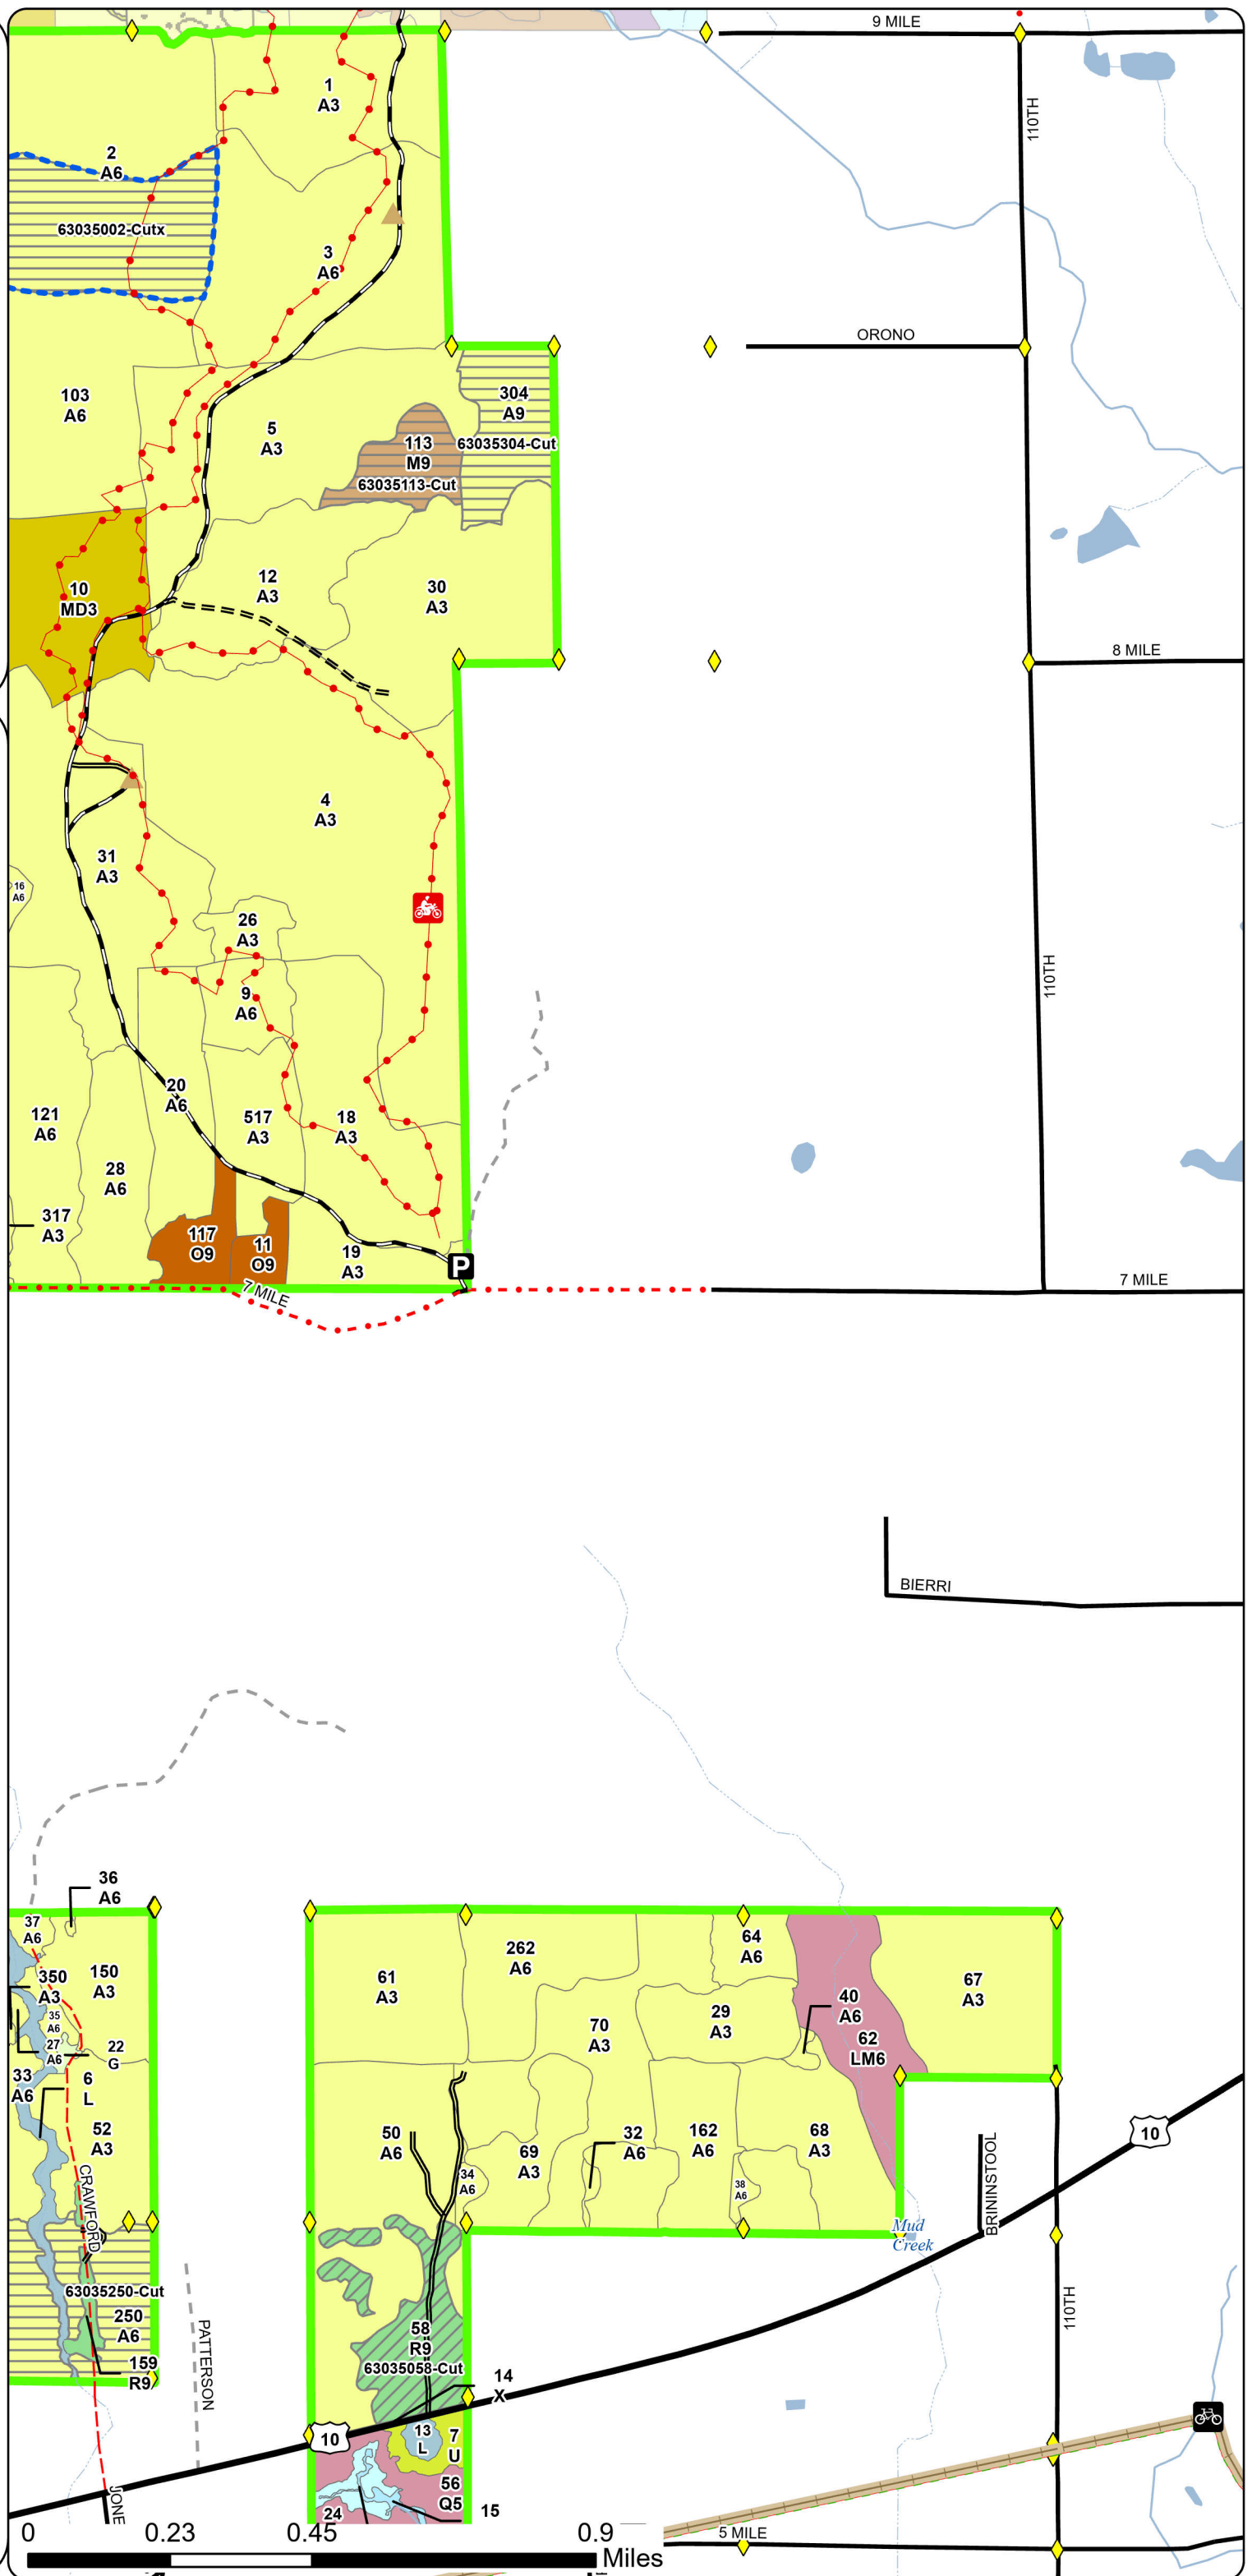 9 MILE
1
A3
110TH
2
A6
63035002-Cutx
3
A6
ORONO
103
A6
304
A9
5
A3
113
M9
63035304-Cut
63035113-Cut
10
MD3
12
A3
30
A3
8 MILE
4
A3
31
A3
16
A6
26
A3
110TH
9
A6
20
A6
121
A6
517
A3
18
A3
28
A6
317
A3
117
O9
11
O9
19
A3
P
7 MILE
7 MILE
BIERRI
36
A6
37
A6
350
A3
150
A3
35
A6
27
A6
22
G
33
A6
6
L
52
A3
CRAWFORD
63035250-Cut
250
A6
159
R9
PATTERSON
JONE
61
A3
262
A6
64
A6
67
A3
70
A3
29
A3
40
A6
62
LM6
50
A6
34
A6
69
A3
32
A6
162
A6
38
A6
68
A3
Mud
Creek
BRININSTOOL
10
110TH
58
R9
63035058-Cut
14
X
10
13
L
7
U
56
Q5
24
15
5 MILE
0 0.23 0.45 0.9
Miles